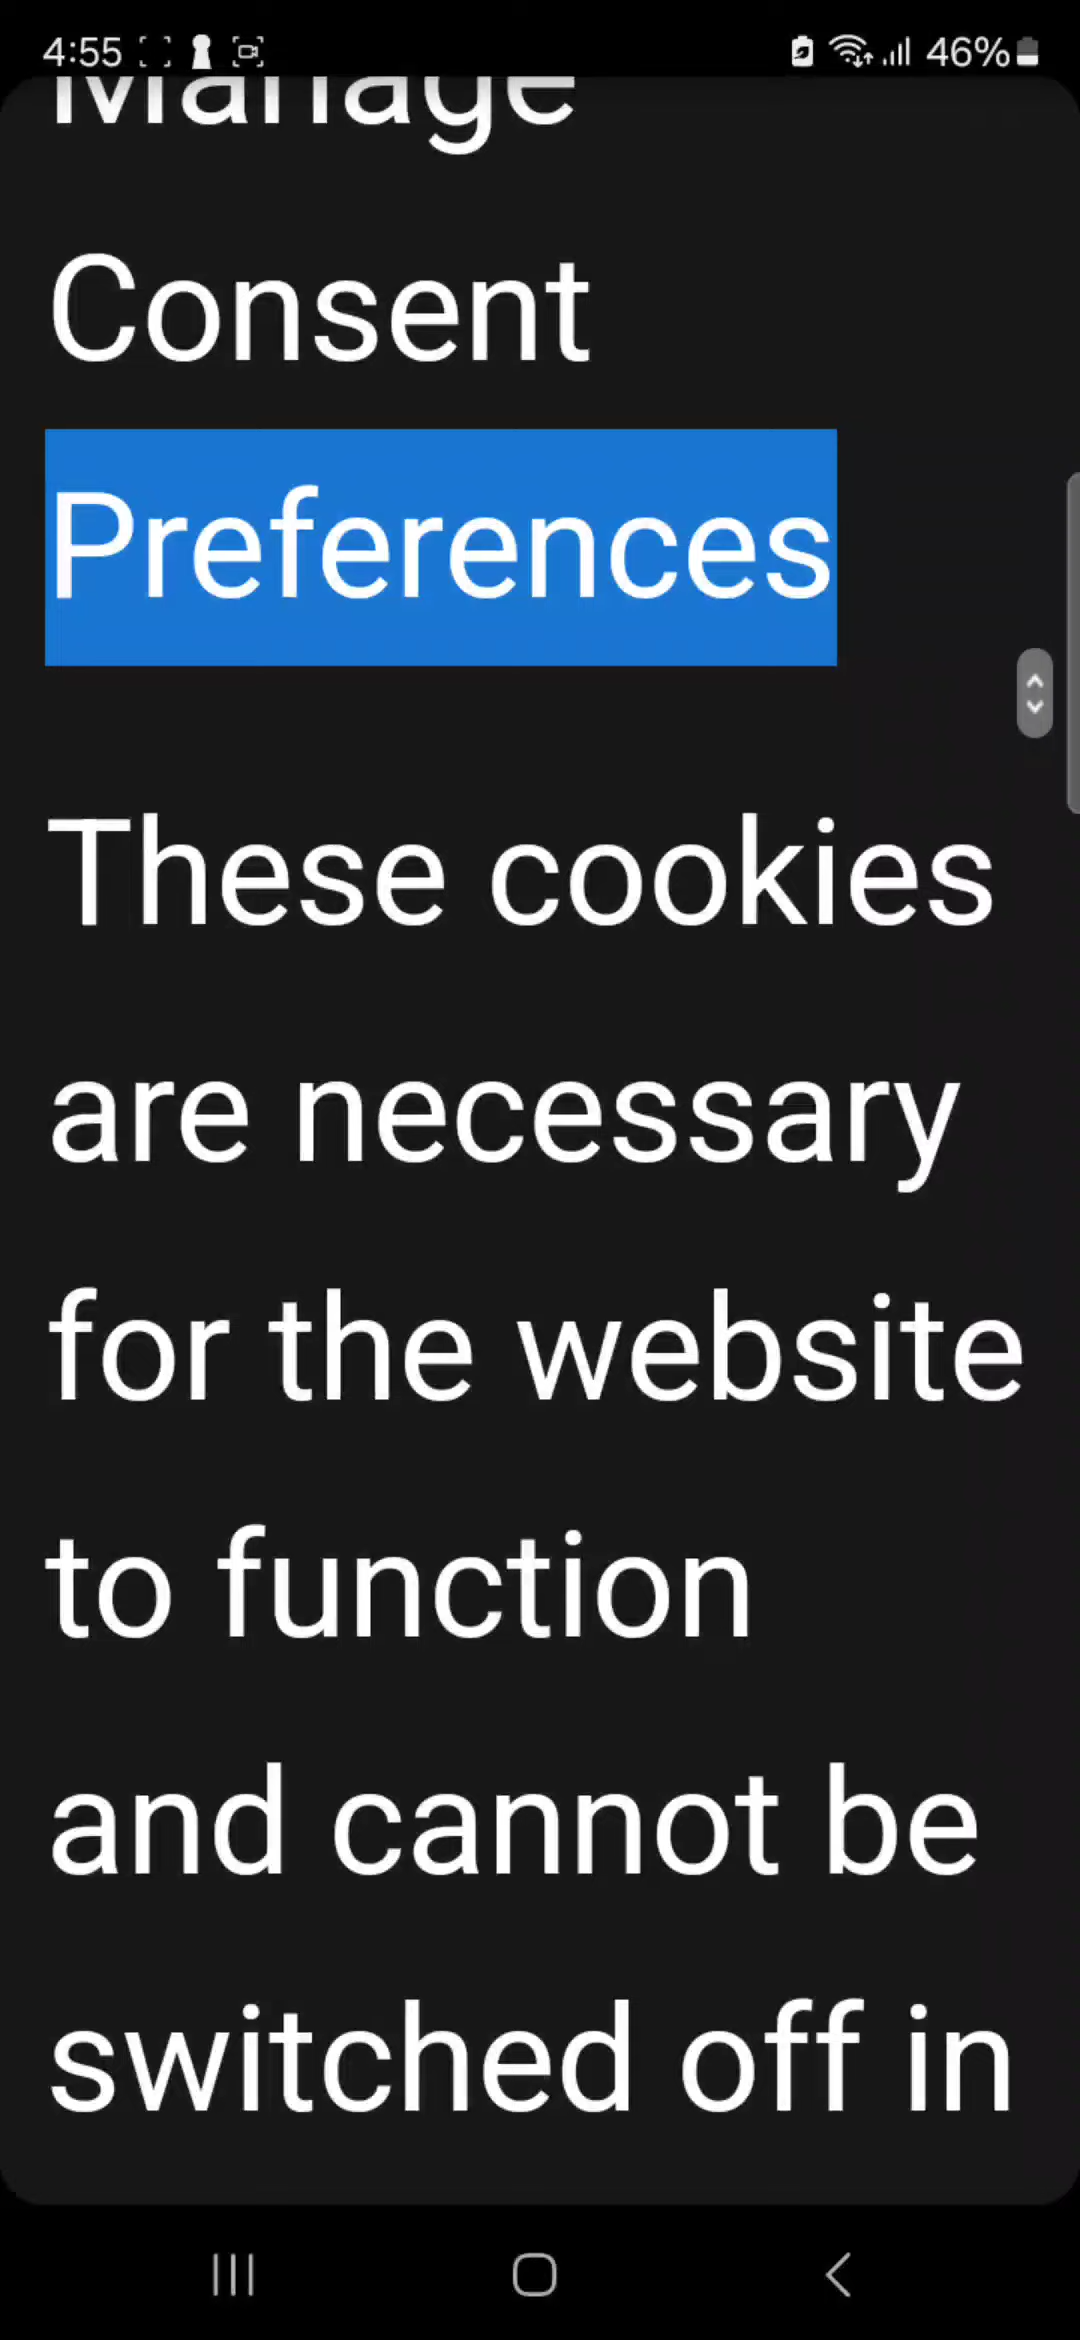 4:55
46%
Manage
Consent
Preferences
These cookies
are necessary
for the website
to function
and cannot be
switched off in